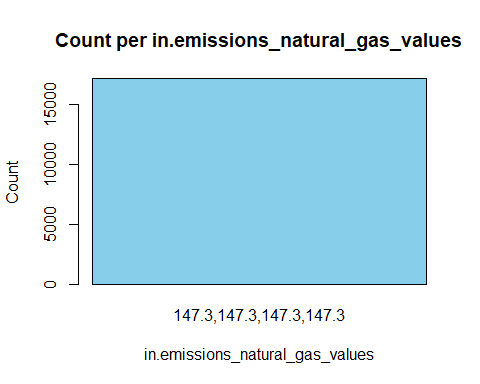 Count per in.emissions_natural_gas_values
Count
15000
10000
5000
0
147.3,147.3,147.3,147.3
in.emissions_natural_gas_values